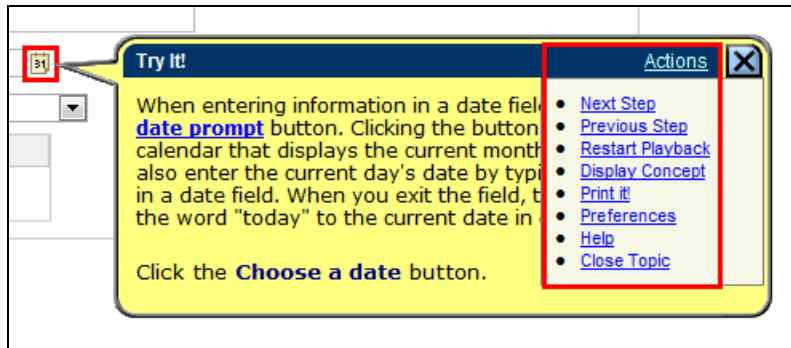 31
Try It!
Actions
When entering information in a date fiel
date prompt button. Clicking the button
calendar that displays the current month
also enter the current day's date by typi
in a date field. When you exit the field, t
the word "today" to the current date in
Click the Choose a date button.
Next Step
Previous Step
Restart Playback
Display Concept
Print it!
Preferences
Help
Close Topic